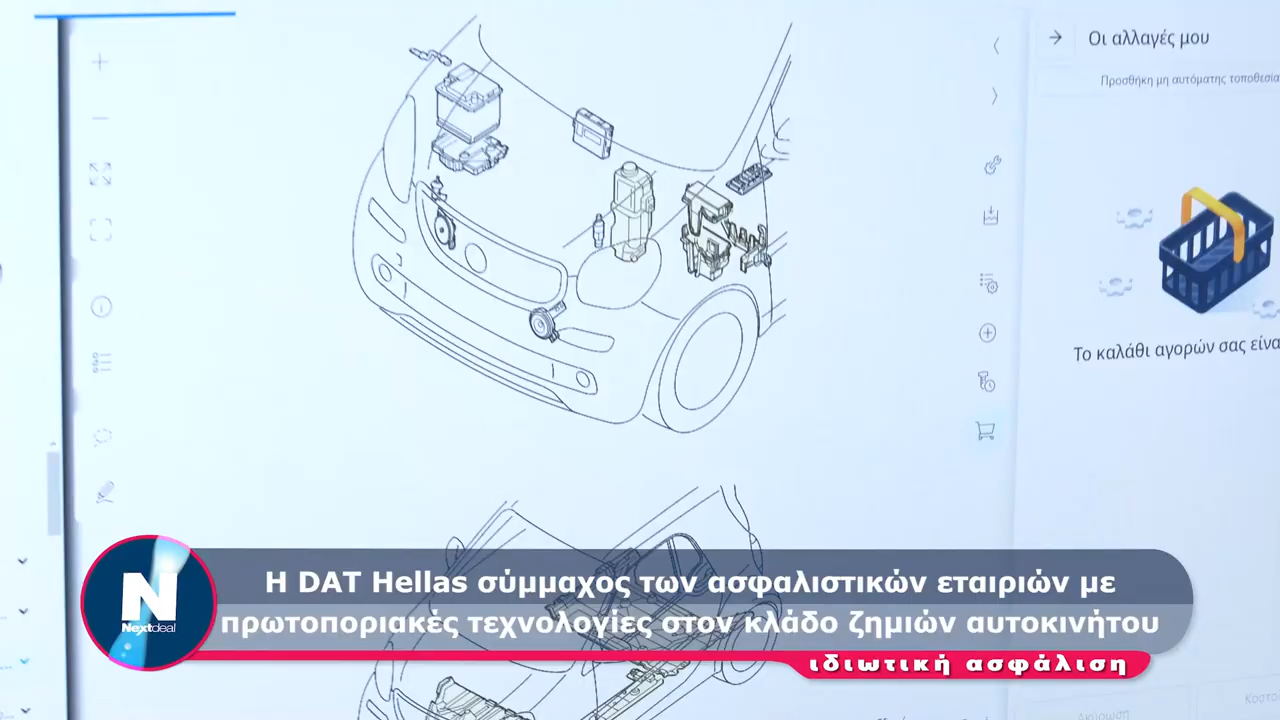 Οι αλλαγές μου
Προσθήκη μη αυτόματης τοποθεσία
Το καλάθι αγορών σας είνα
N
Nextdeal
Η DAT Hellas σύμμαχος των ασφαλιστικών εταιριών με
πρωτοποριακές τεχνολογίες στον κλάδο ζημιών αυτοκινήτου
ιδιωτική ασφάλιση
Ακύρωση